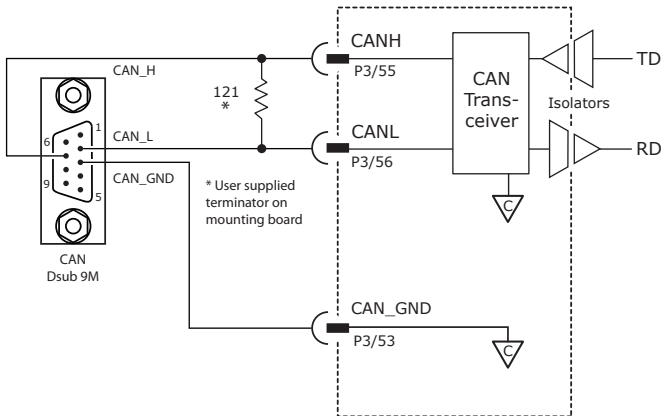 CAN_H
CAN_L
CAN_GND
1
6
9
5
CAN
Dsub 9M
121
*
* User supplied
terminator on
mounting board
CANH
P3/55
CANL
P3/56
CAN_GND
P3/53
CAN
Trans-
ceiver
Isolators
TD
RD
C
C